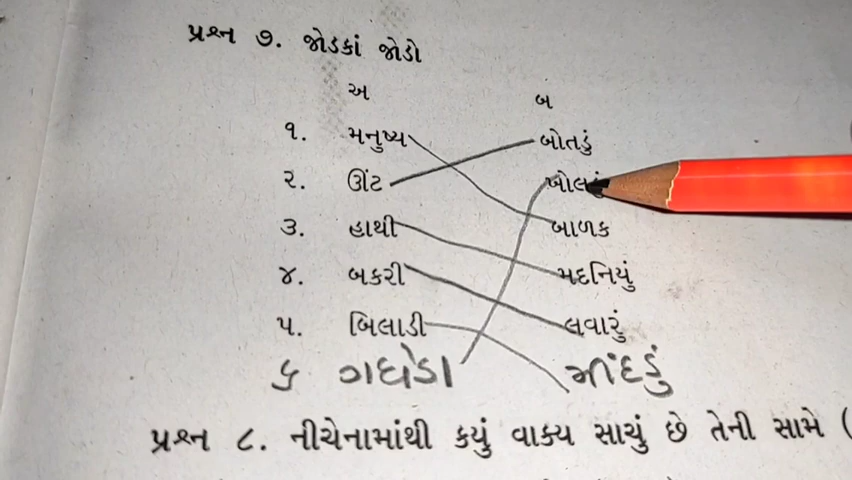 પ્રશ્ન ૭. જોડકાં જોડો
અ બ
૧. મનુષ્ય બોતડું
૨. ઊંટ ખોલકું
૩. હાથી બાળક
૪. બકરી મદનિયું
૫. બિલાડી લવારું
૬ ગધેડા મીંદડું
પ્રશ્ન ૮. નીચેનામાંથી કયું વાક્ય સાચું છે તેની સામે (